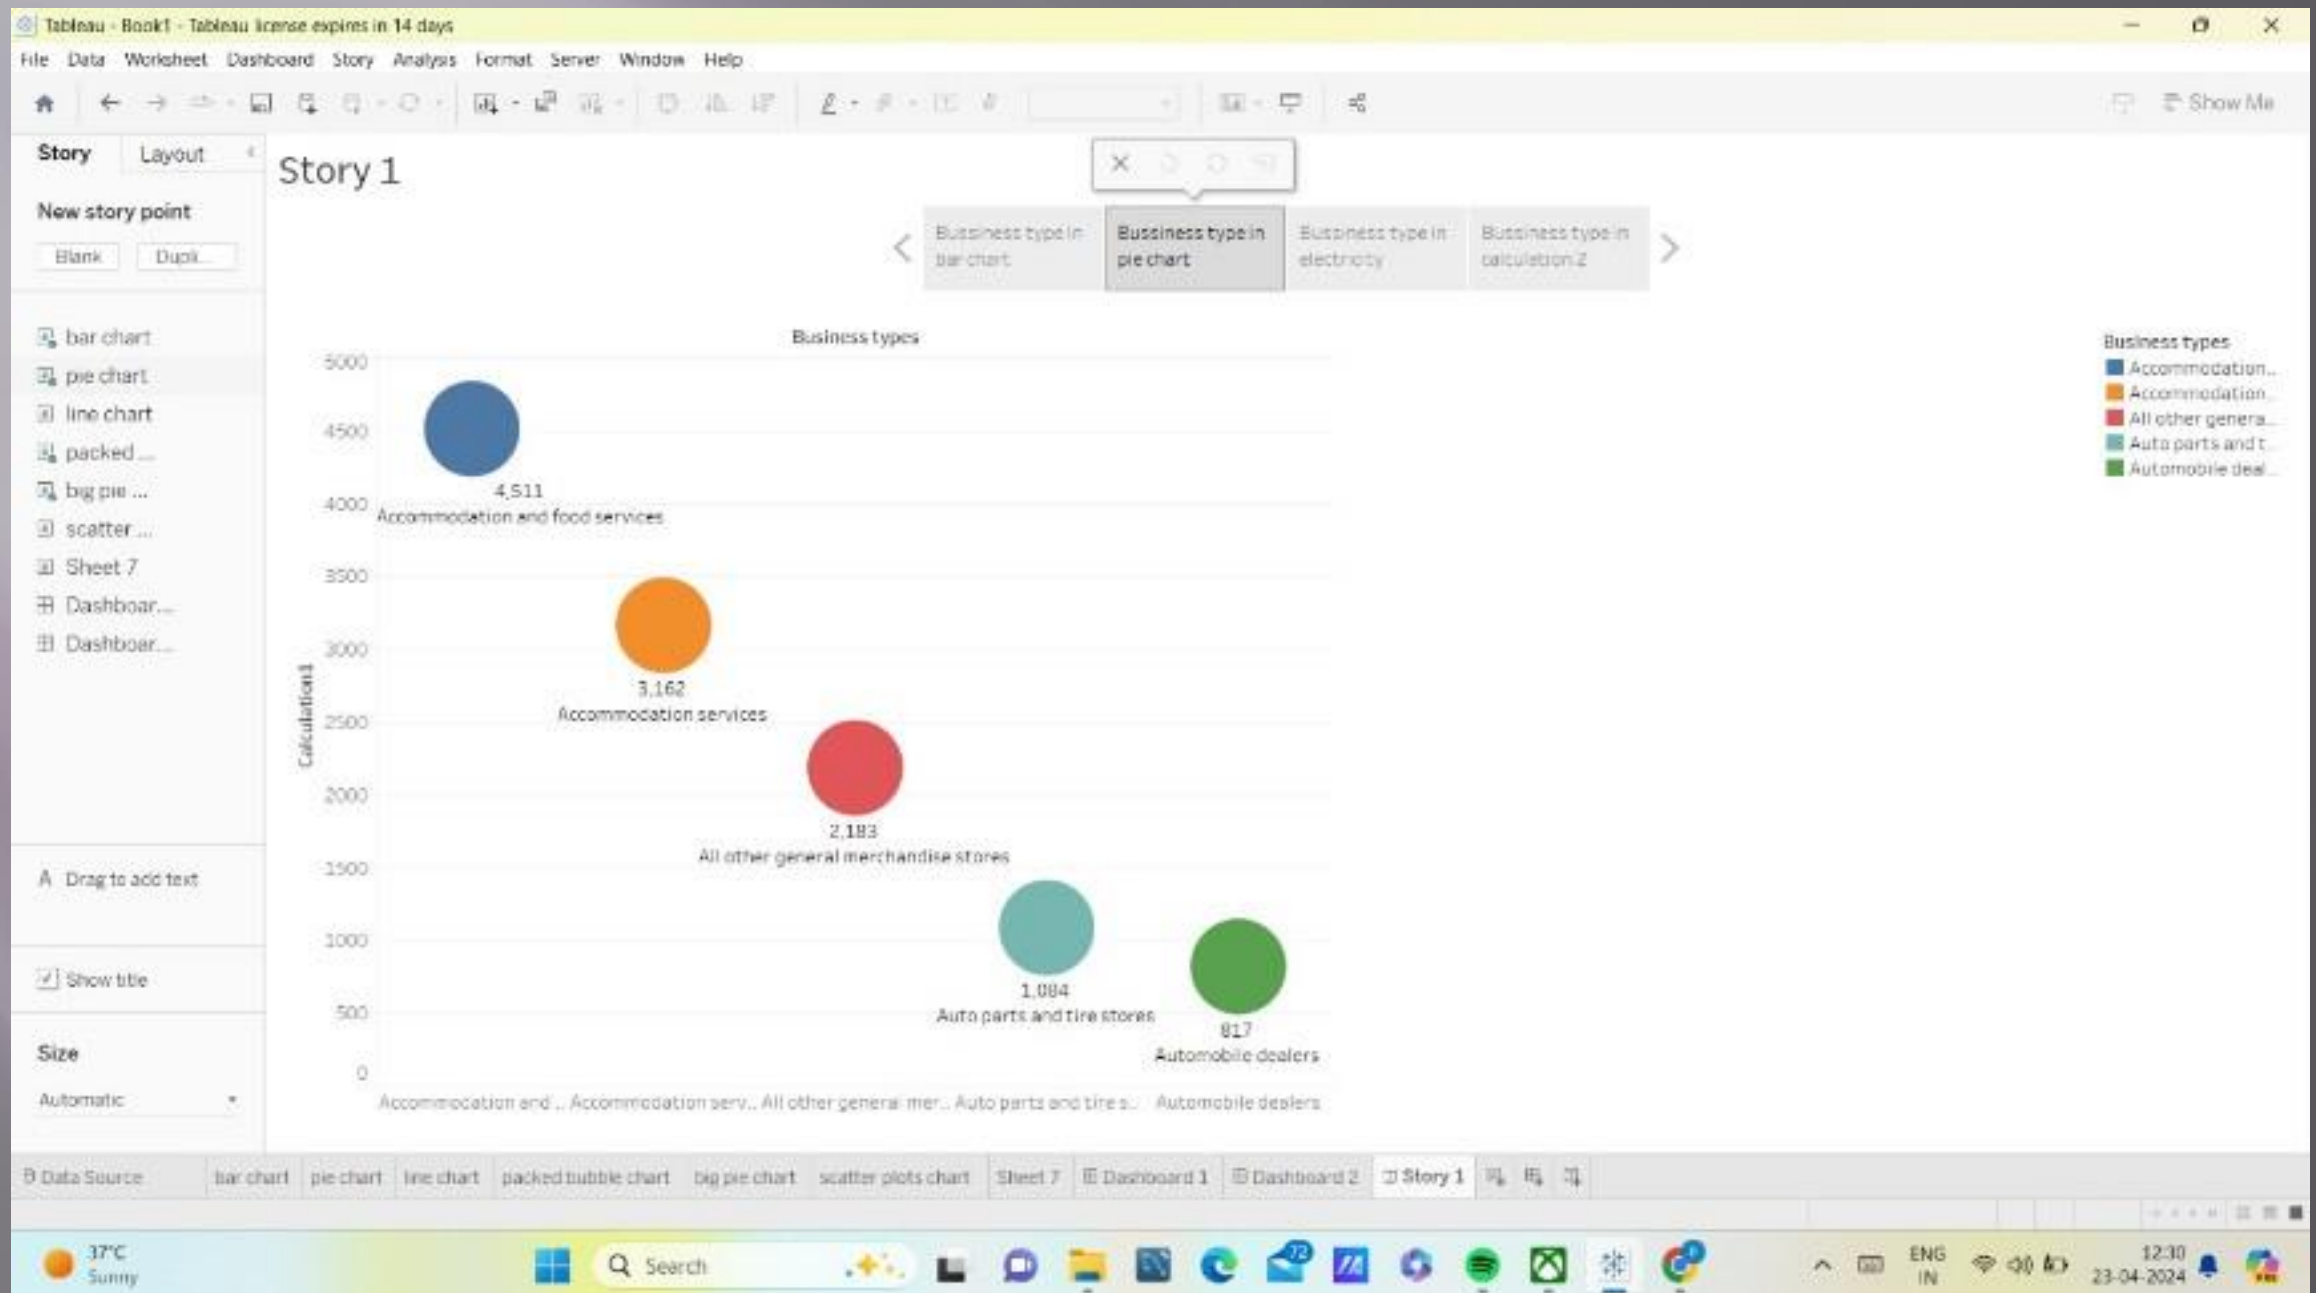 Tableau - Book1 - Tableau license expires in 14 days
File Data Worksheet Dashboard Story Analysis Format Server Window Help
Show Me
Story Layout
Story 1
New story point
Blank Dupli...
Bussiness type in
bar chart
Bussiness type in
pie chart
Bussiness type in
electricity
Bussiness type in
calculation 2
bar chart
pie chart
line chart
packed ...
big pie ...
scatter ...
Sheet 7
Dashboar...
Dashboar...
A Drag to add text
Show title
Size
Automatic
Business types
Calculation1
5000
4500
4000
3500
3000
2500
2000
1500
1000
500
0
4,511
Accommodation and food services
3,162
Accommodation services
2,183
All other general merchandise stores
1,084
Auto parts and tire stores
817
Automobile dealers
Accommodation and .. Accommodation serv.. All other general mer.. Auto parts and tire s.. Automobile dealers
Business types
Accommodation...
Accommodation...
All other genera...
Auto parts and t...
Automobile deal...
Data Source bar chart pie chart line chart packed bubble chart big pie chart scatter plots chart Sheet 7 Dashboard 1 Dashboard 2 Story 1
37°C
Sunny
Search
72
ENG
IN
12:30
23-04-2024